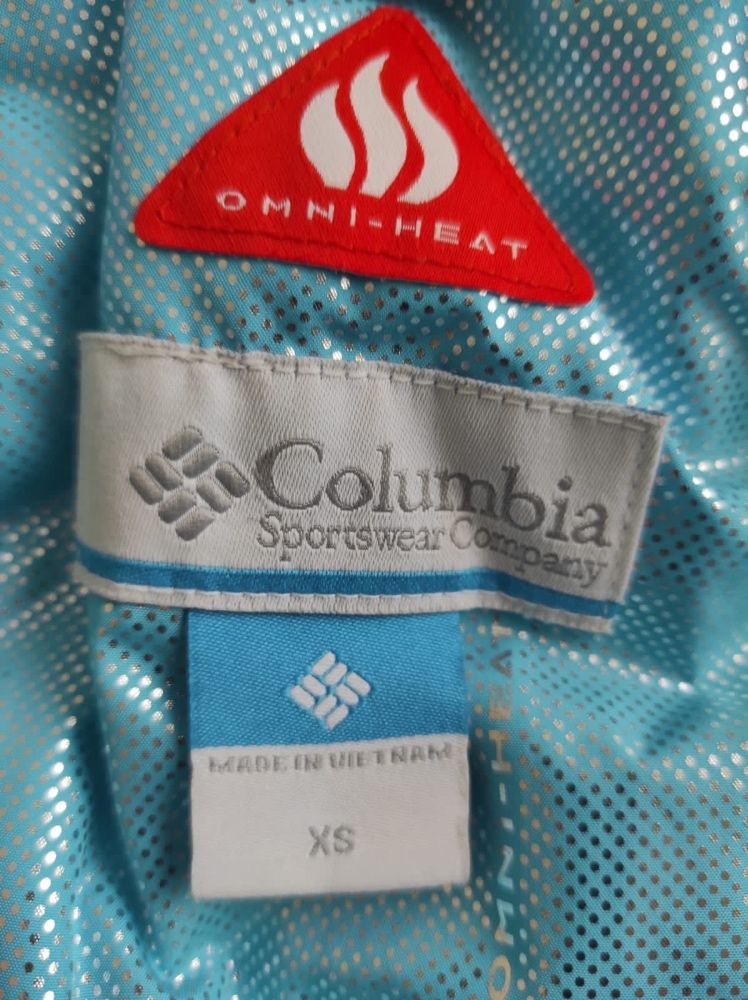 OMNI-HEAT
Columbia
Sportswear Company
MADE IN VIETNAM
XS
OMNI-HEAT